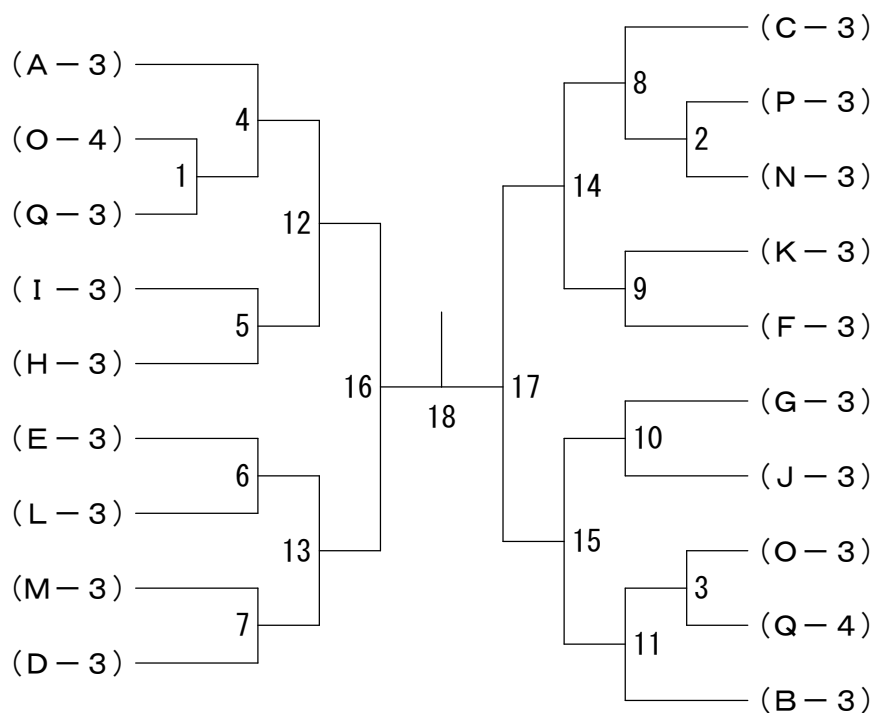 (A-3)
(O-4)
(Q-3)
(I-3)
(H-3)
(E-3)
(L-3)
(M-3)
(D-3)
1
4
5
6
7
12
13
16
18
17
14
15
8
9
10
11
2
3
(C-3)
(P-3)
(N-3)
(K-3)
(F-3)
(G-3)
(J-3)
(O-3)
(Q-4)
(B-3)